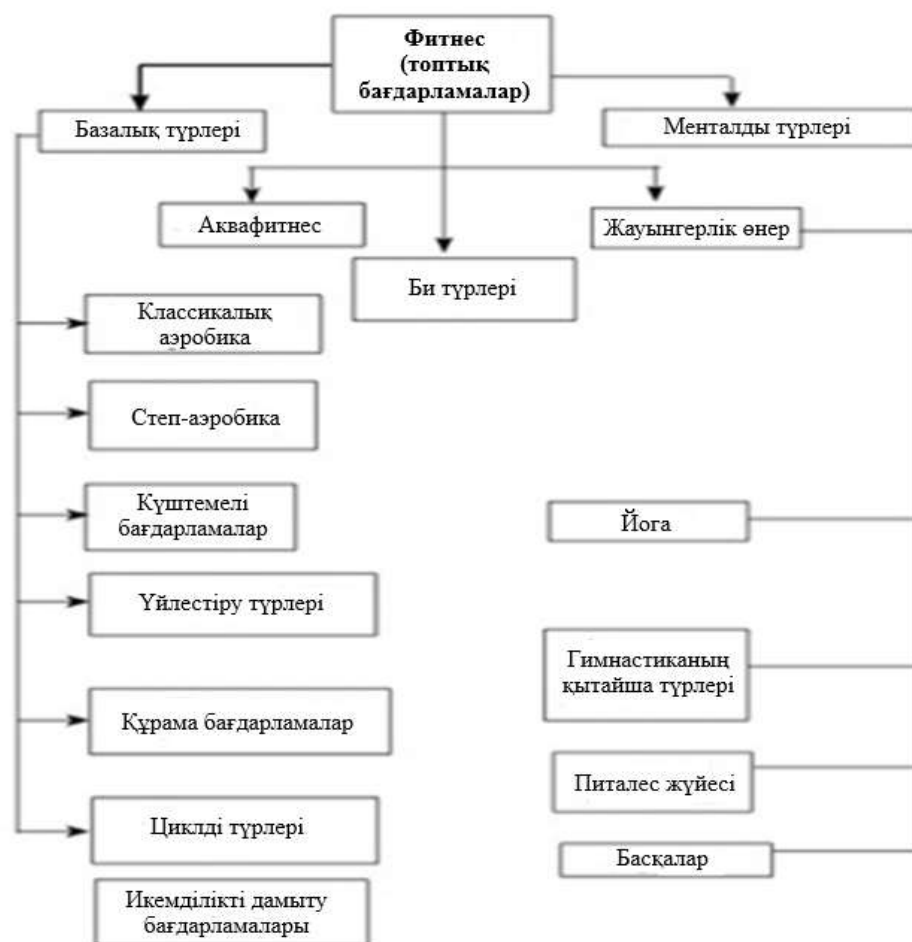 Фитнес
(топтық
бағдарламалар)
Базалық түрлері
Менталды түрлері
Аквафитнес
Жауынгерлік өнер
Би түрлері
Классикалық
аэробика
Степ-аэробика
Күштемелі
бағдарламалар
Йога
Үйлестіру түрлері
Гимнастиканың
қытайша түрлері
Құрама бағдарламалар
Питалес жүйесі
Циклді түрлері
Басқалар
Икемділікті дамыту
бағдарламалары